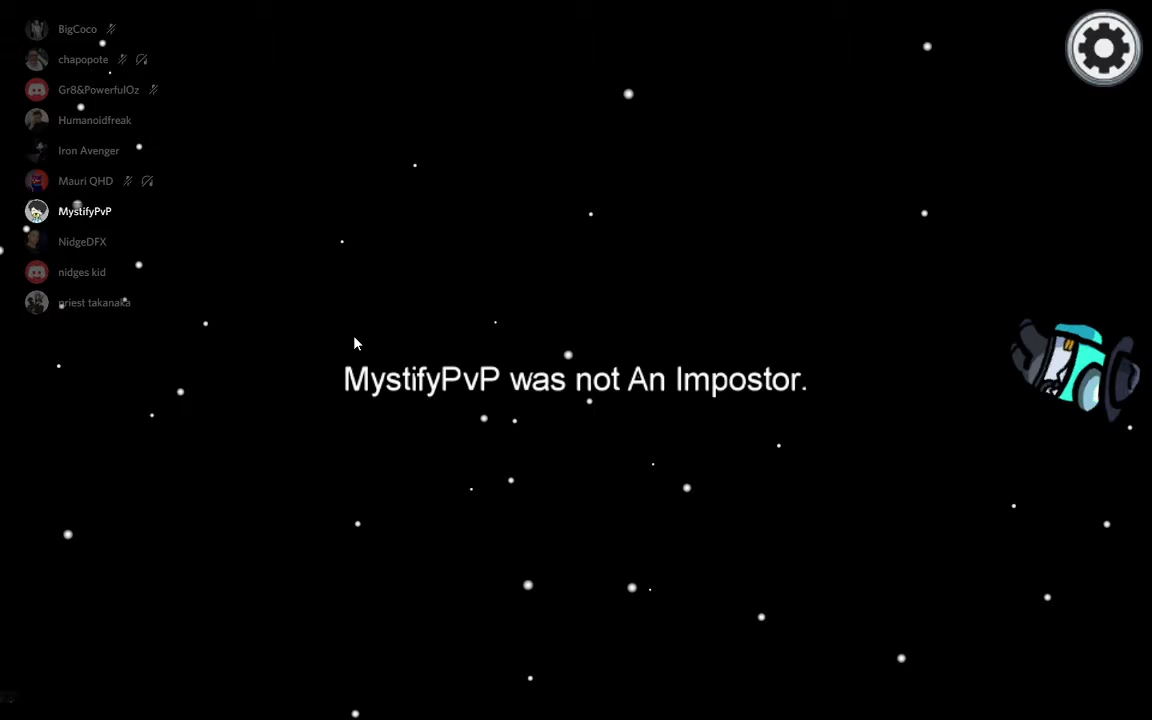 BigCoco
chapopote
Gr8&PowerfulOz
Humanoidfreak
Iron Avenger
Mauri QHD
MystifyPvP
NidgeDFX
nidges kid
priest takanaka
MystifyPvP was not An Impostor.